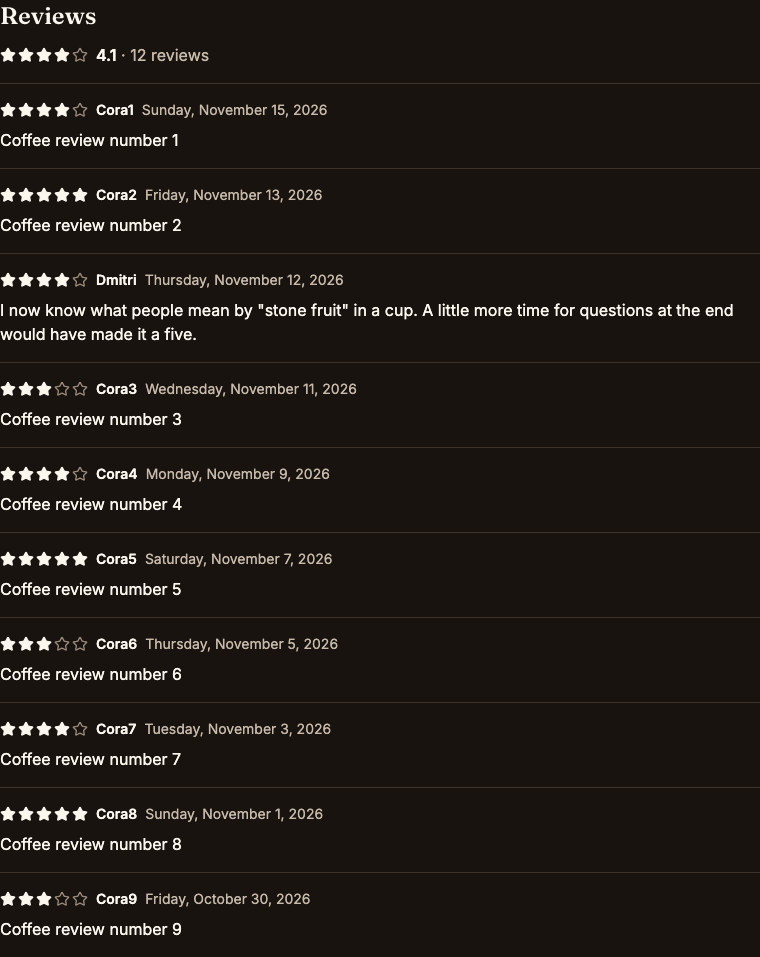 Reviews
4.1 · 12 reviews
Cora1 Sunday, November 15, 2026
Coffee review number 1
Cora2 Friday, November 13, 2026
Coffee review number 2
Dmitri Thursday, November 12, 2026
I now know what people mean by "stone fruit" in a cup. A little more time for questions at the end
would have made it a five.
Cora3 Wednesday, November 11, 2026
Coffee review number 3
Cora4 Monday, November 9, 2026
Coffee review number 4
Cora5 Saturday, November 7, 2026
Coffee review number 5
Cora6 Thursday, November 5, 2026
Coffee review number 6
Cora7 Tuesday, November 3, 2026
Coffee review number 7
Cora8 Sunday, November 1, 2026
Coffee review number 8
Cora9 Friday, October 30, 2026
Coffee review number 9